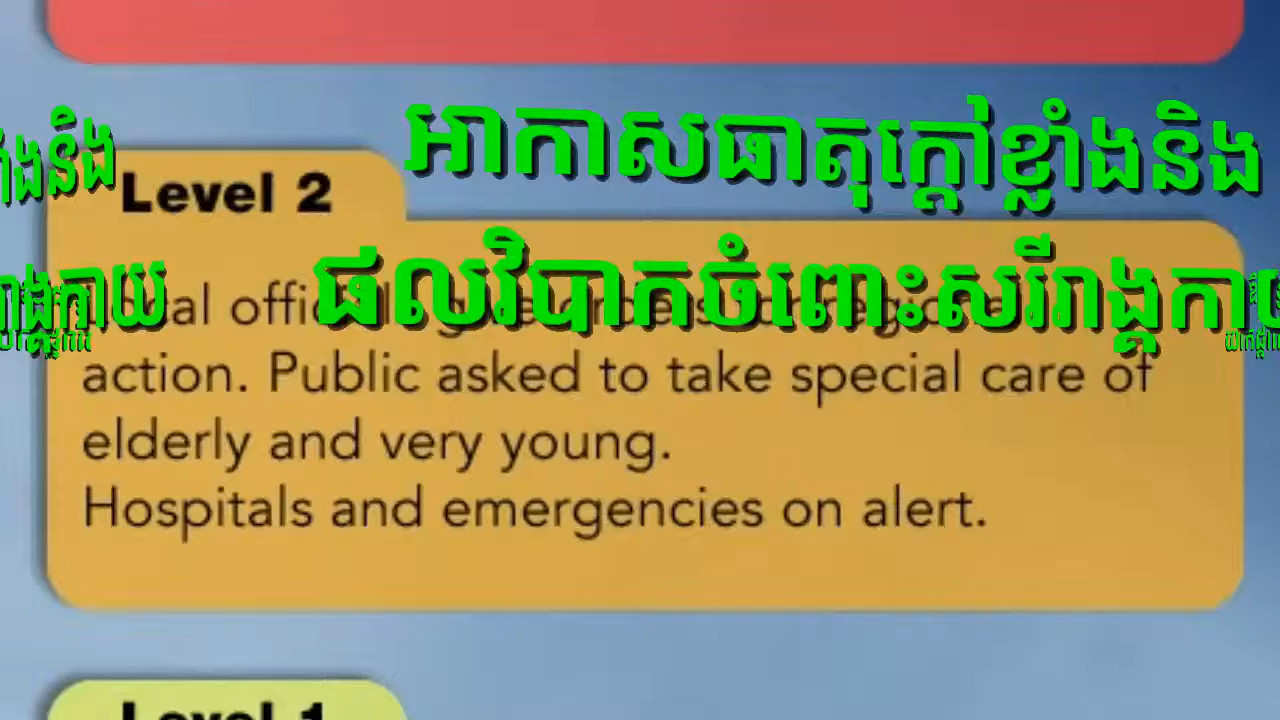 អាកាសធាតុក្តៅខ្លាំងនិង
Level 2
ផលវិបាកចំពោះសរីរាង្គកាយ
action. Public asked to take special care of
elderly and very young.
Hospitals and emergencies on alert.
Level 1